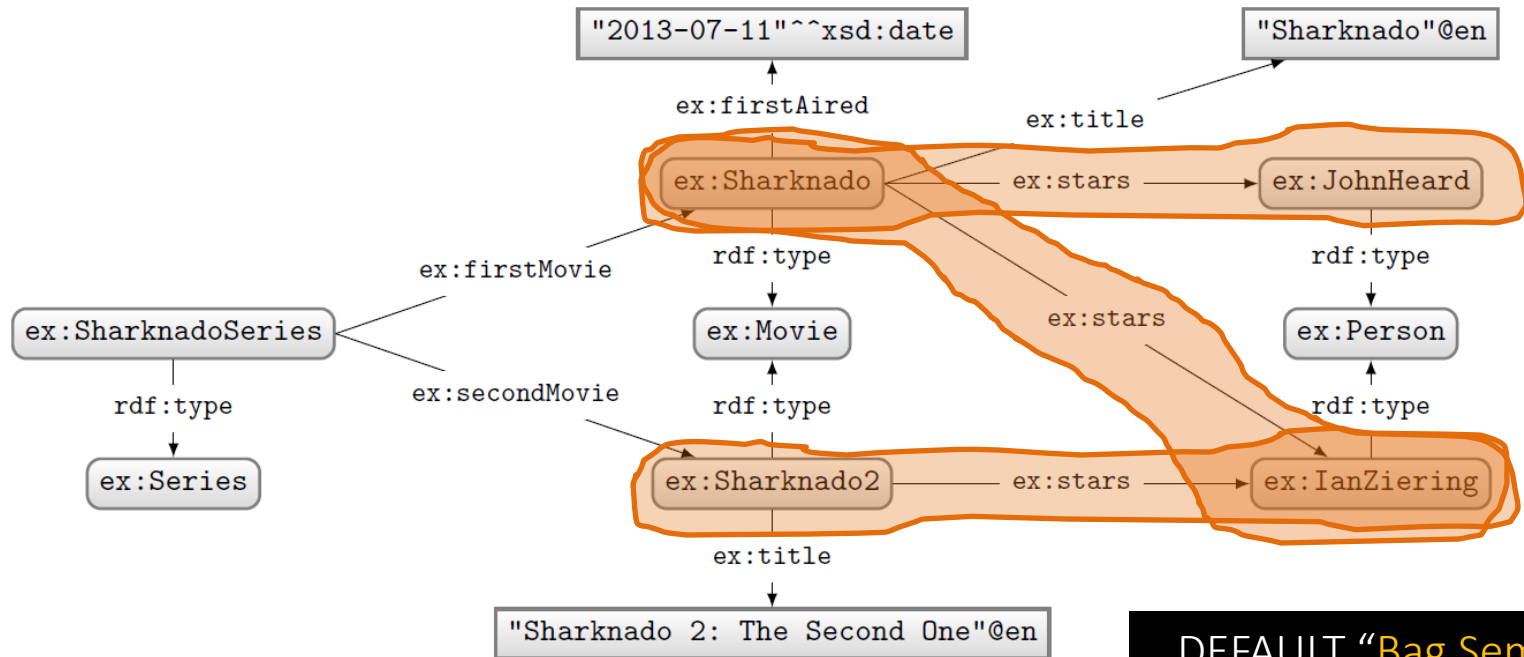 "2013-07-11"^^xsd:date
"Sharknado"@en
ex:firstAired
ex:title
ex:Sharknado
ex:stars
ex:JohnHeard
rdf:type
rdf:type
ex:firstMovie
ex:stars
ex:SharknadoSeries
ex:Movie
ex:Person
ex:secondMovie
rdf:type
rdf:type
rdf:type
ex:Series
ex:Sharknado2
ex:stars
ex:IanZiering
ex:title
"Sharknado 2: The Second One"@en
DEFAULT "Bag